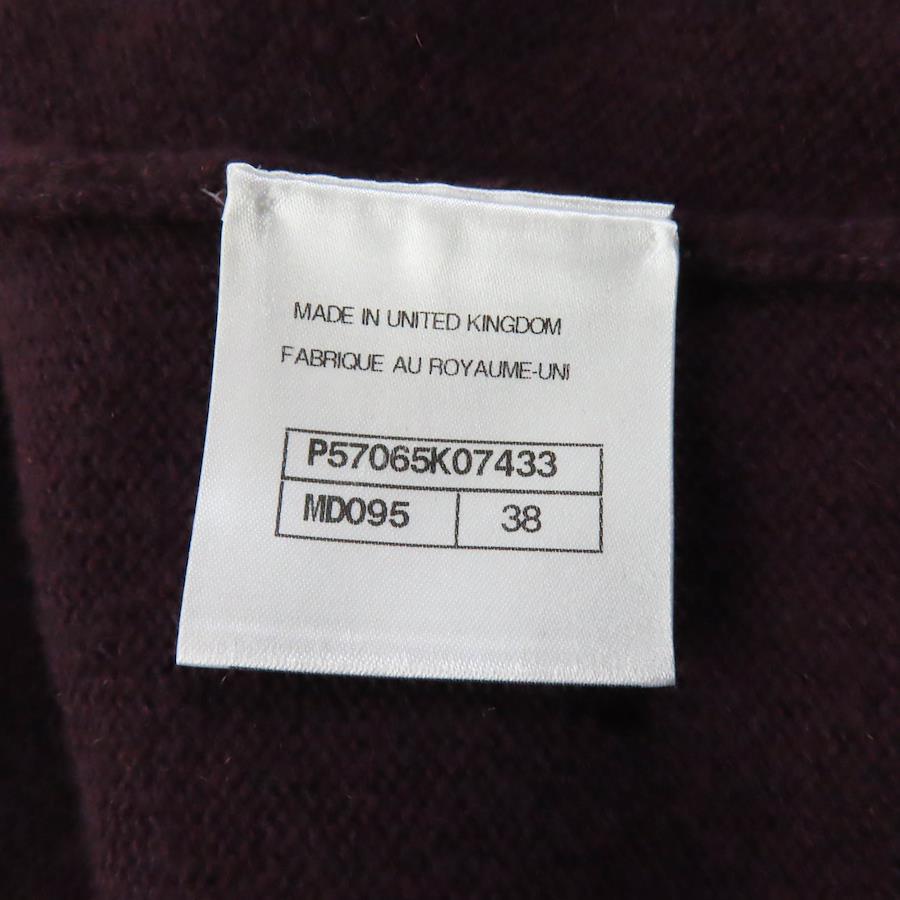 MADE IN UNITED KINGDOM
FABRIQUE AU ROYAUME-UNI
P57065K07433
MD095 38